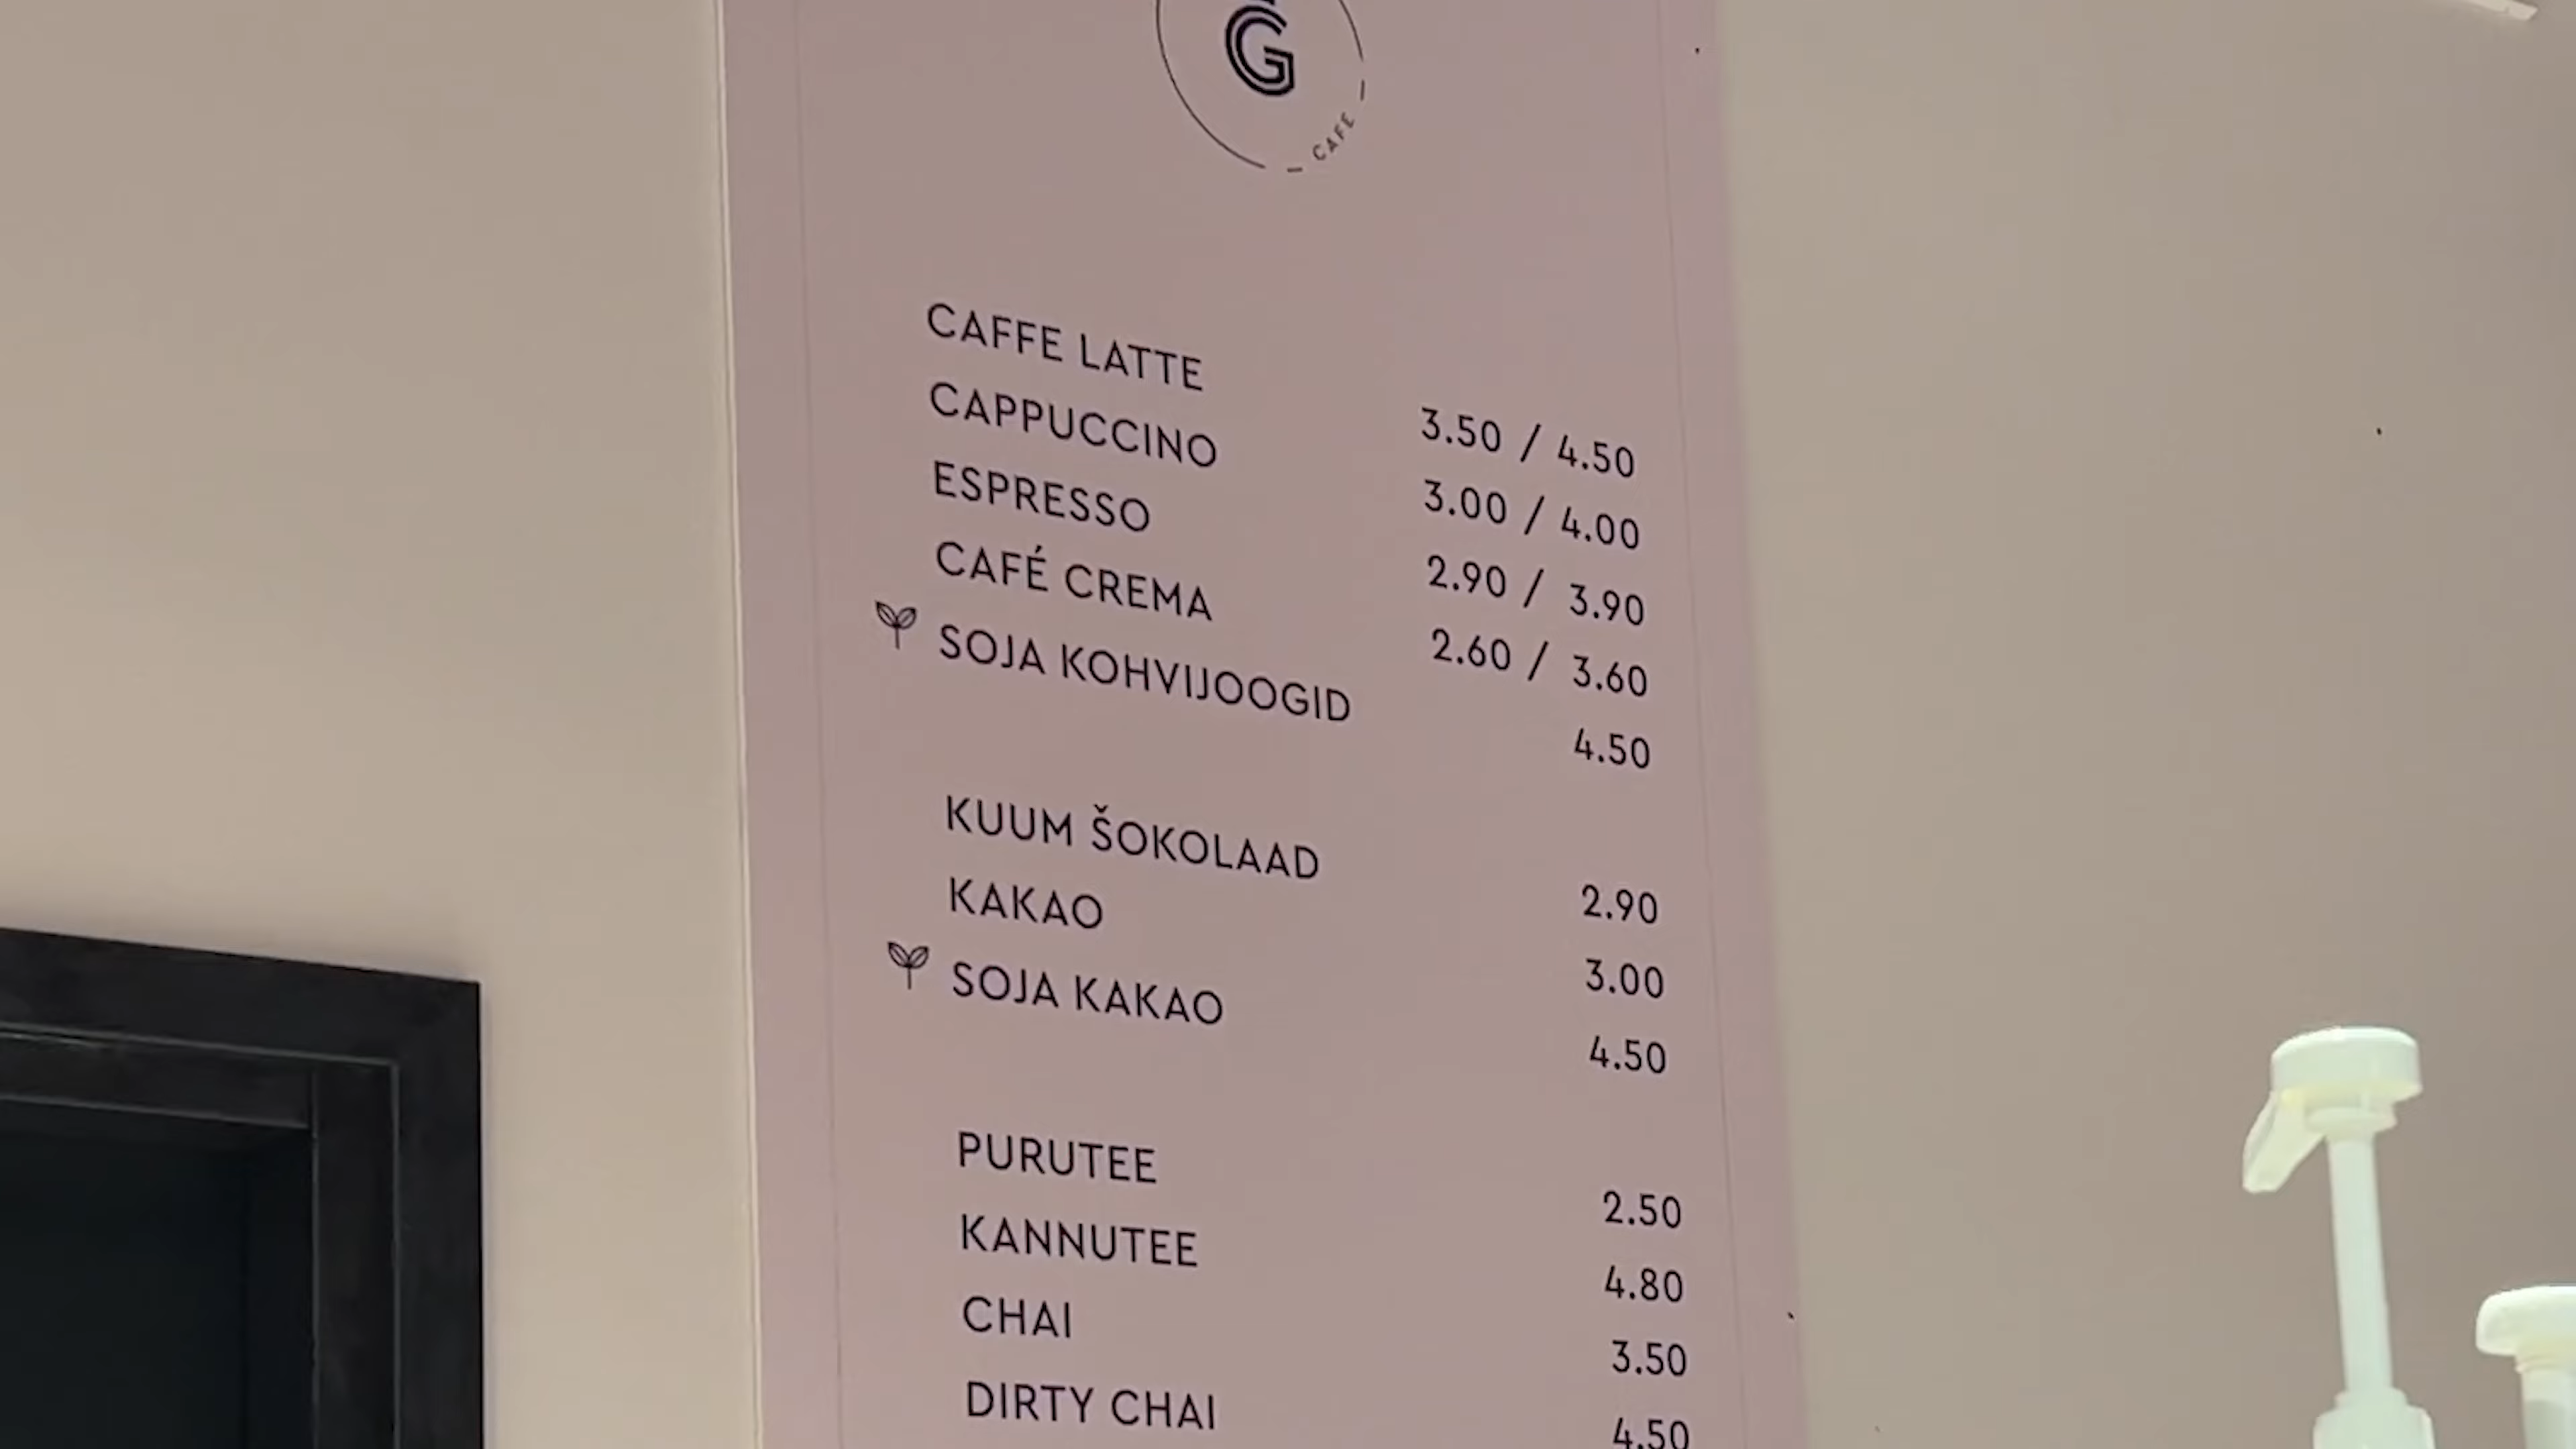 G
CAFE
CAFFE LATTE 3.50 / 4.50
CAPPUCCINO 3.00 / 4.00
ESPRESSO 2.90 / 3.90
CAFÉ CREMA 2.60 / 3.60
SOJA KOHVIJOOGID 4.50
KUUM ŠOKOLAAD 2.90
KAKAO 3.00
SOJA KAKAO 4.50
PURUTEE 2.50
KANNUTEE 4.80
CHAI 3.50
DIRTY CHAI 4.50